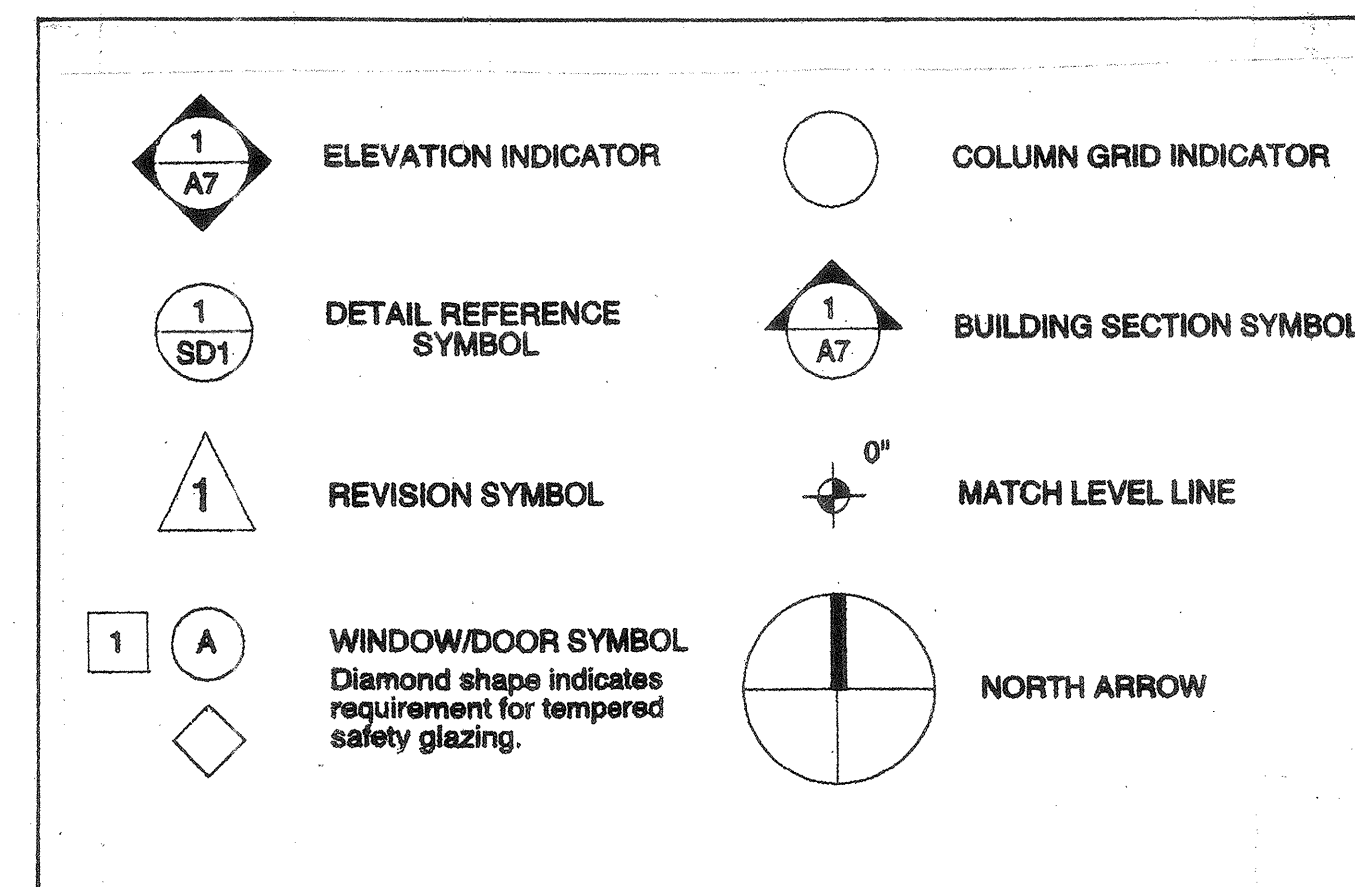 1
A7
ELEVATION INDICATOR
COLUMN GRID INDICATOR
1
SD1
DETAIL REFERENCE
SYMBOL
1
A7
BUILDING SECTION SYMBOL
1
REVISION SYMBOL
0"
MATCH LEVEL LINE
1
A
WINDOW/DOOR SYMBOL
Diamond shape indicates
requirement for tempered
safety glazing.
NORTH ARROW